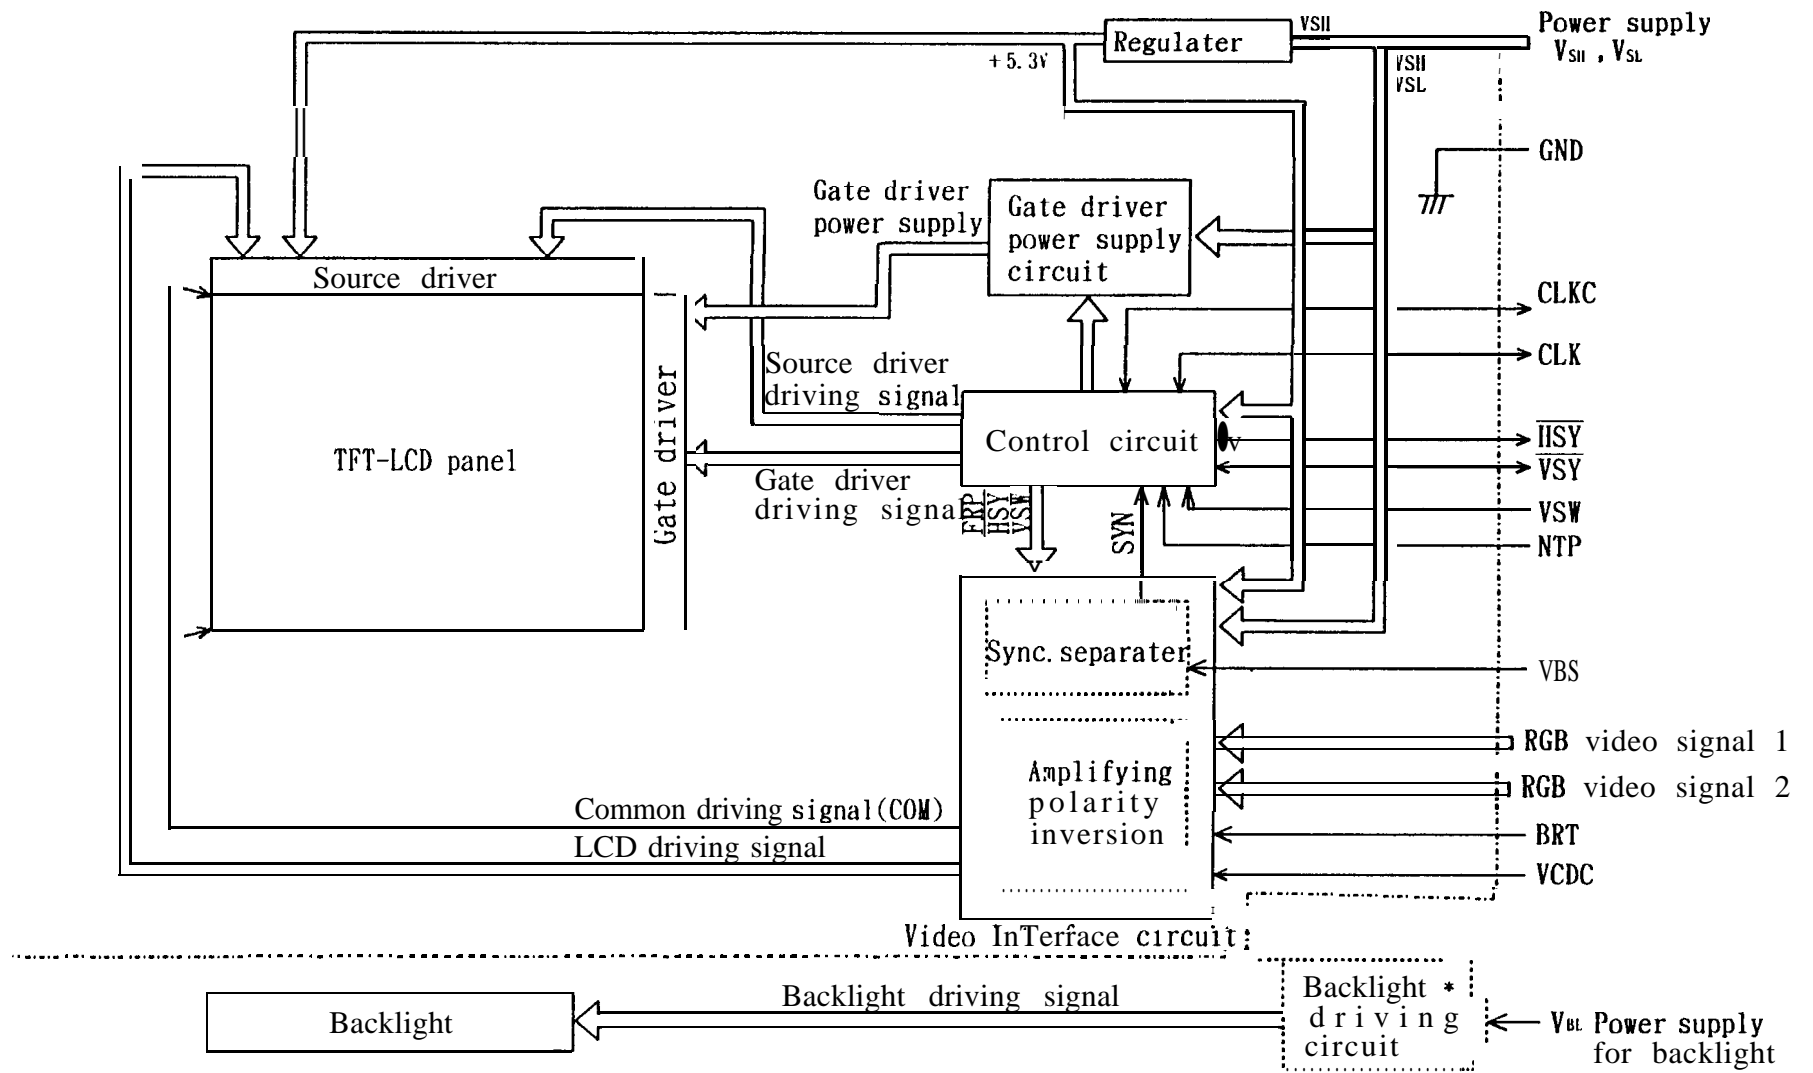 Power supply
VSH , VSL
VSH
Regulater
+5.3V
VSH
VSL
GND
Gate driver
power supply
Gate driver
power supply
circuit
Source driver
CLKC
CLK
Source driver
driving signal
Gate driver
TFT-LCD panel
Control circuit
HSY
VSY
Gate driver
driving signal
FRP
HSY
VSW
SYN
VSW
NTP
Sync.separater
VBS
RGB video signal 1
RGB video signal 2
Amplifying
polarity
inversion
Common driving signal(COM)
LCD driving signal
BRT
VCDC
Video InTerface circuit
Backlight driving signal
Backlight
Backlight *
driving
circuit
VBL Power supply
for backlight